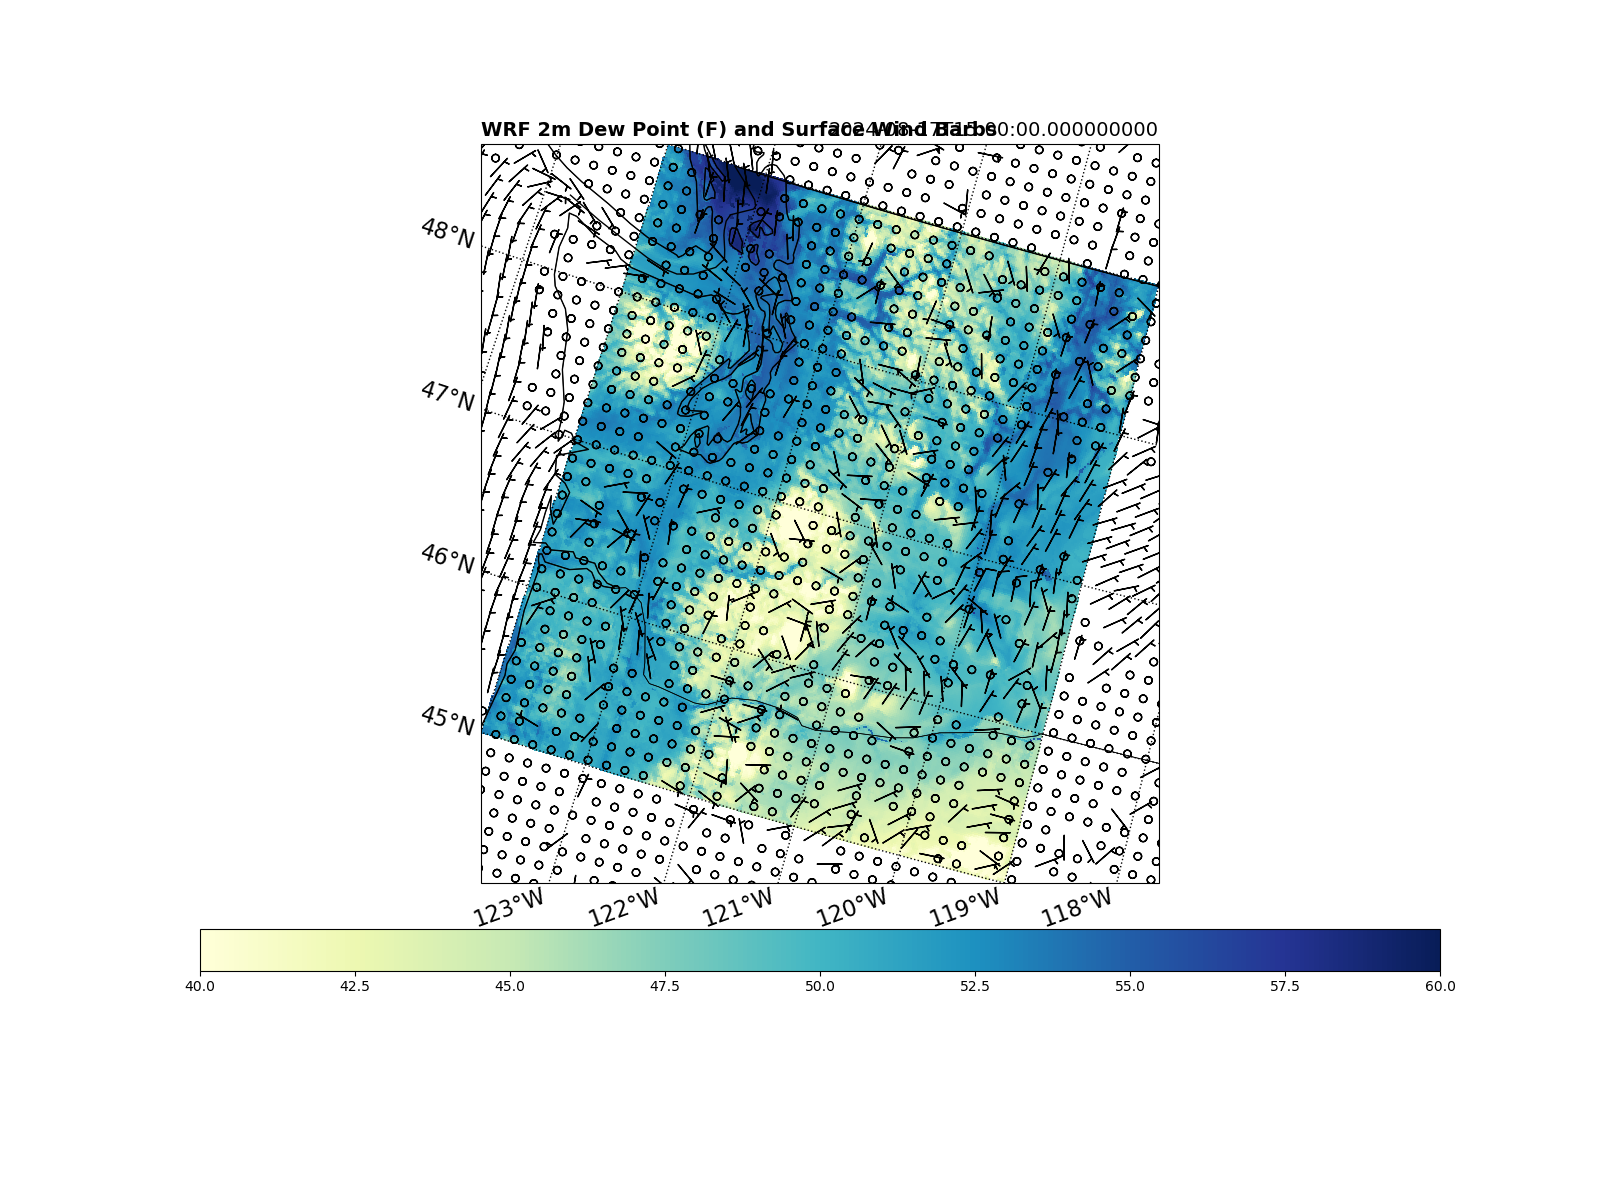 WRF 2m Dew Point (F) and Surface Wind Barbs
48°N
47°N
46°N
45°N
123°W 122°W 121°W 120°W 119°W 118°W
40.0 42.5 45.0 47.5 50.0 52.5 55.0 57.5 60.0